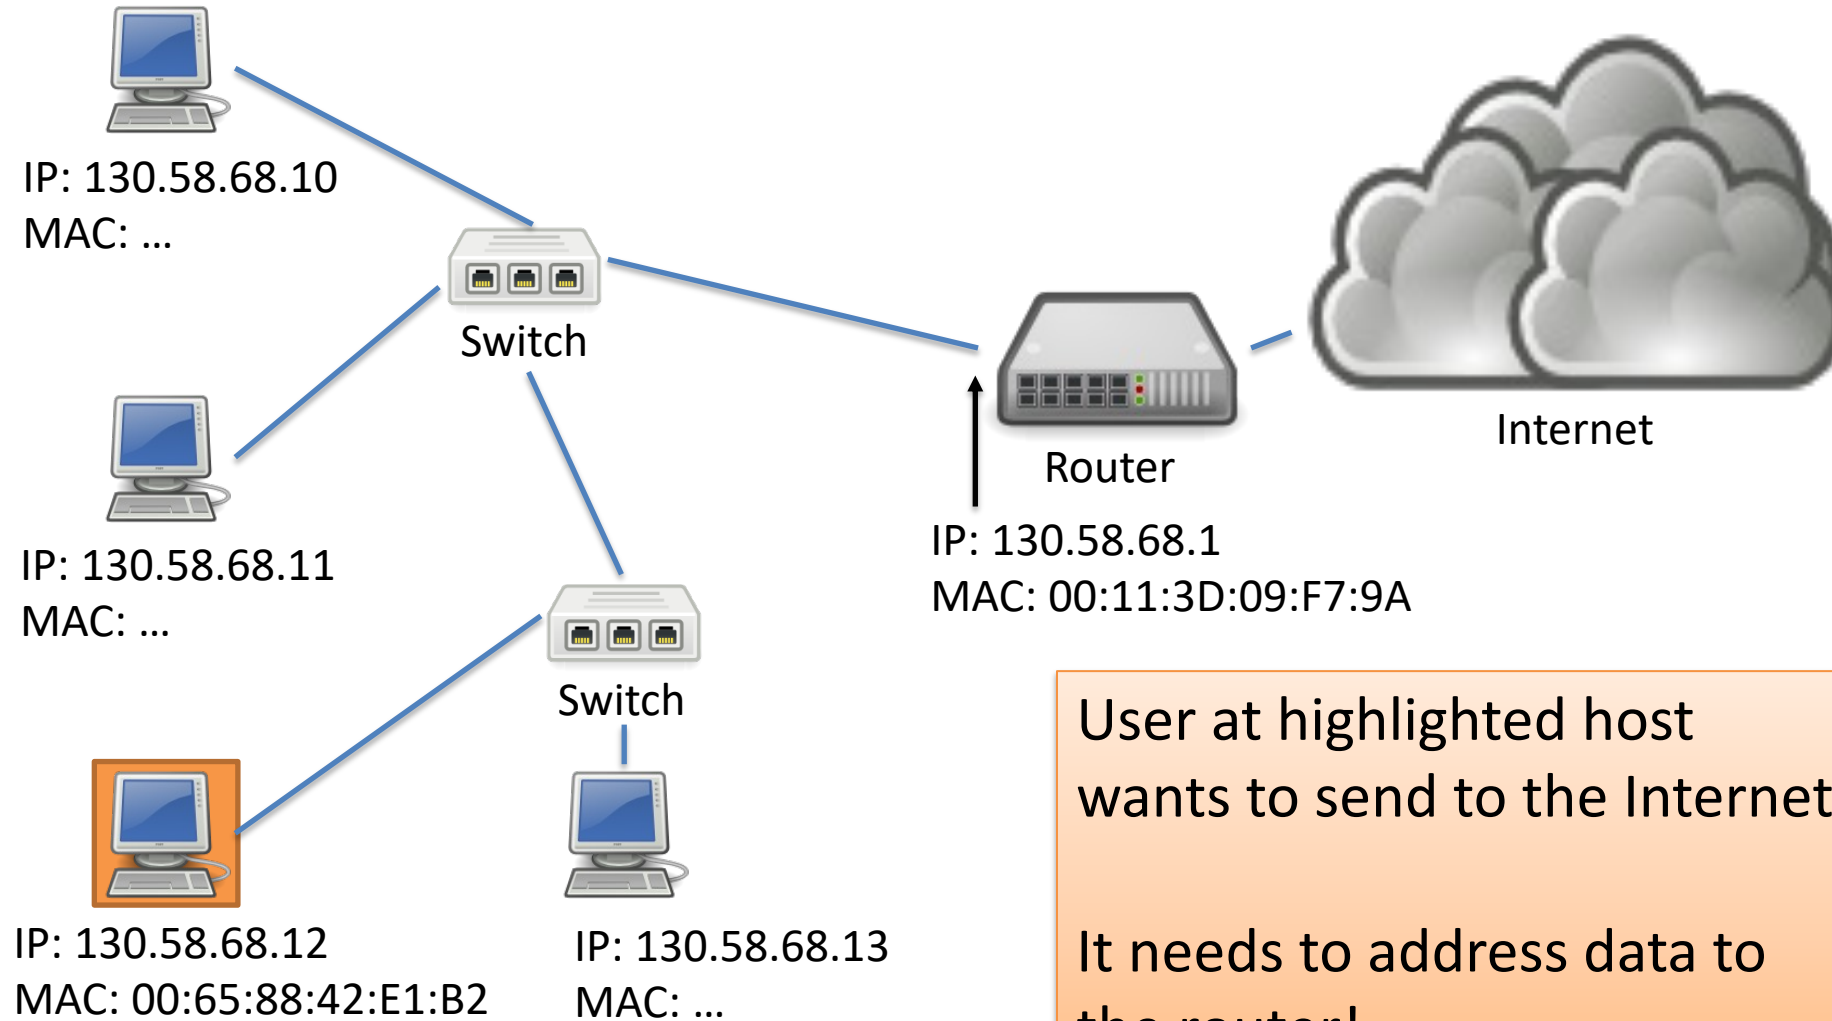 IP: 130.58.68.10
MAC: ...
Switch
IP: 130.58.68.11
MAC: ...
Switch
IP: 130.58.68.12
MAC: 00:65:88:42:E1:B2
IP: 130.58.68.13
MAC: ...
Router
IP: 130.58.68.1
MAC: 00:11:3D:09:F7:9A
Internet
User at highlighted host
wants to send to the Internet
It needs to address data to
the router!